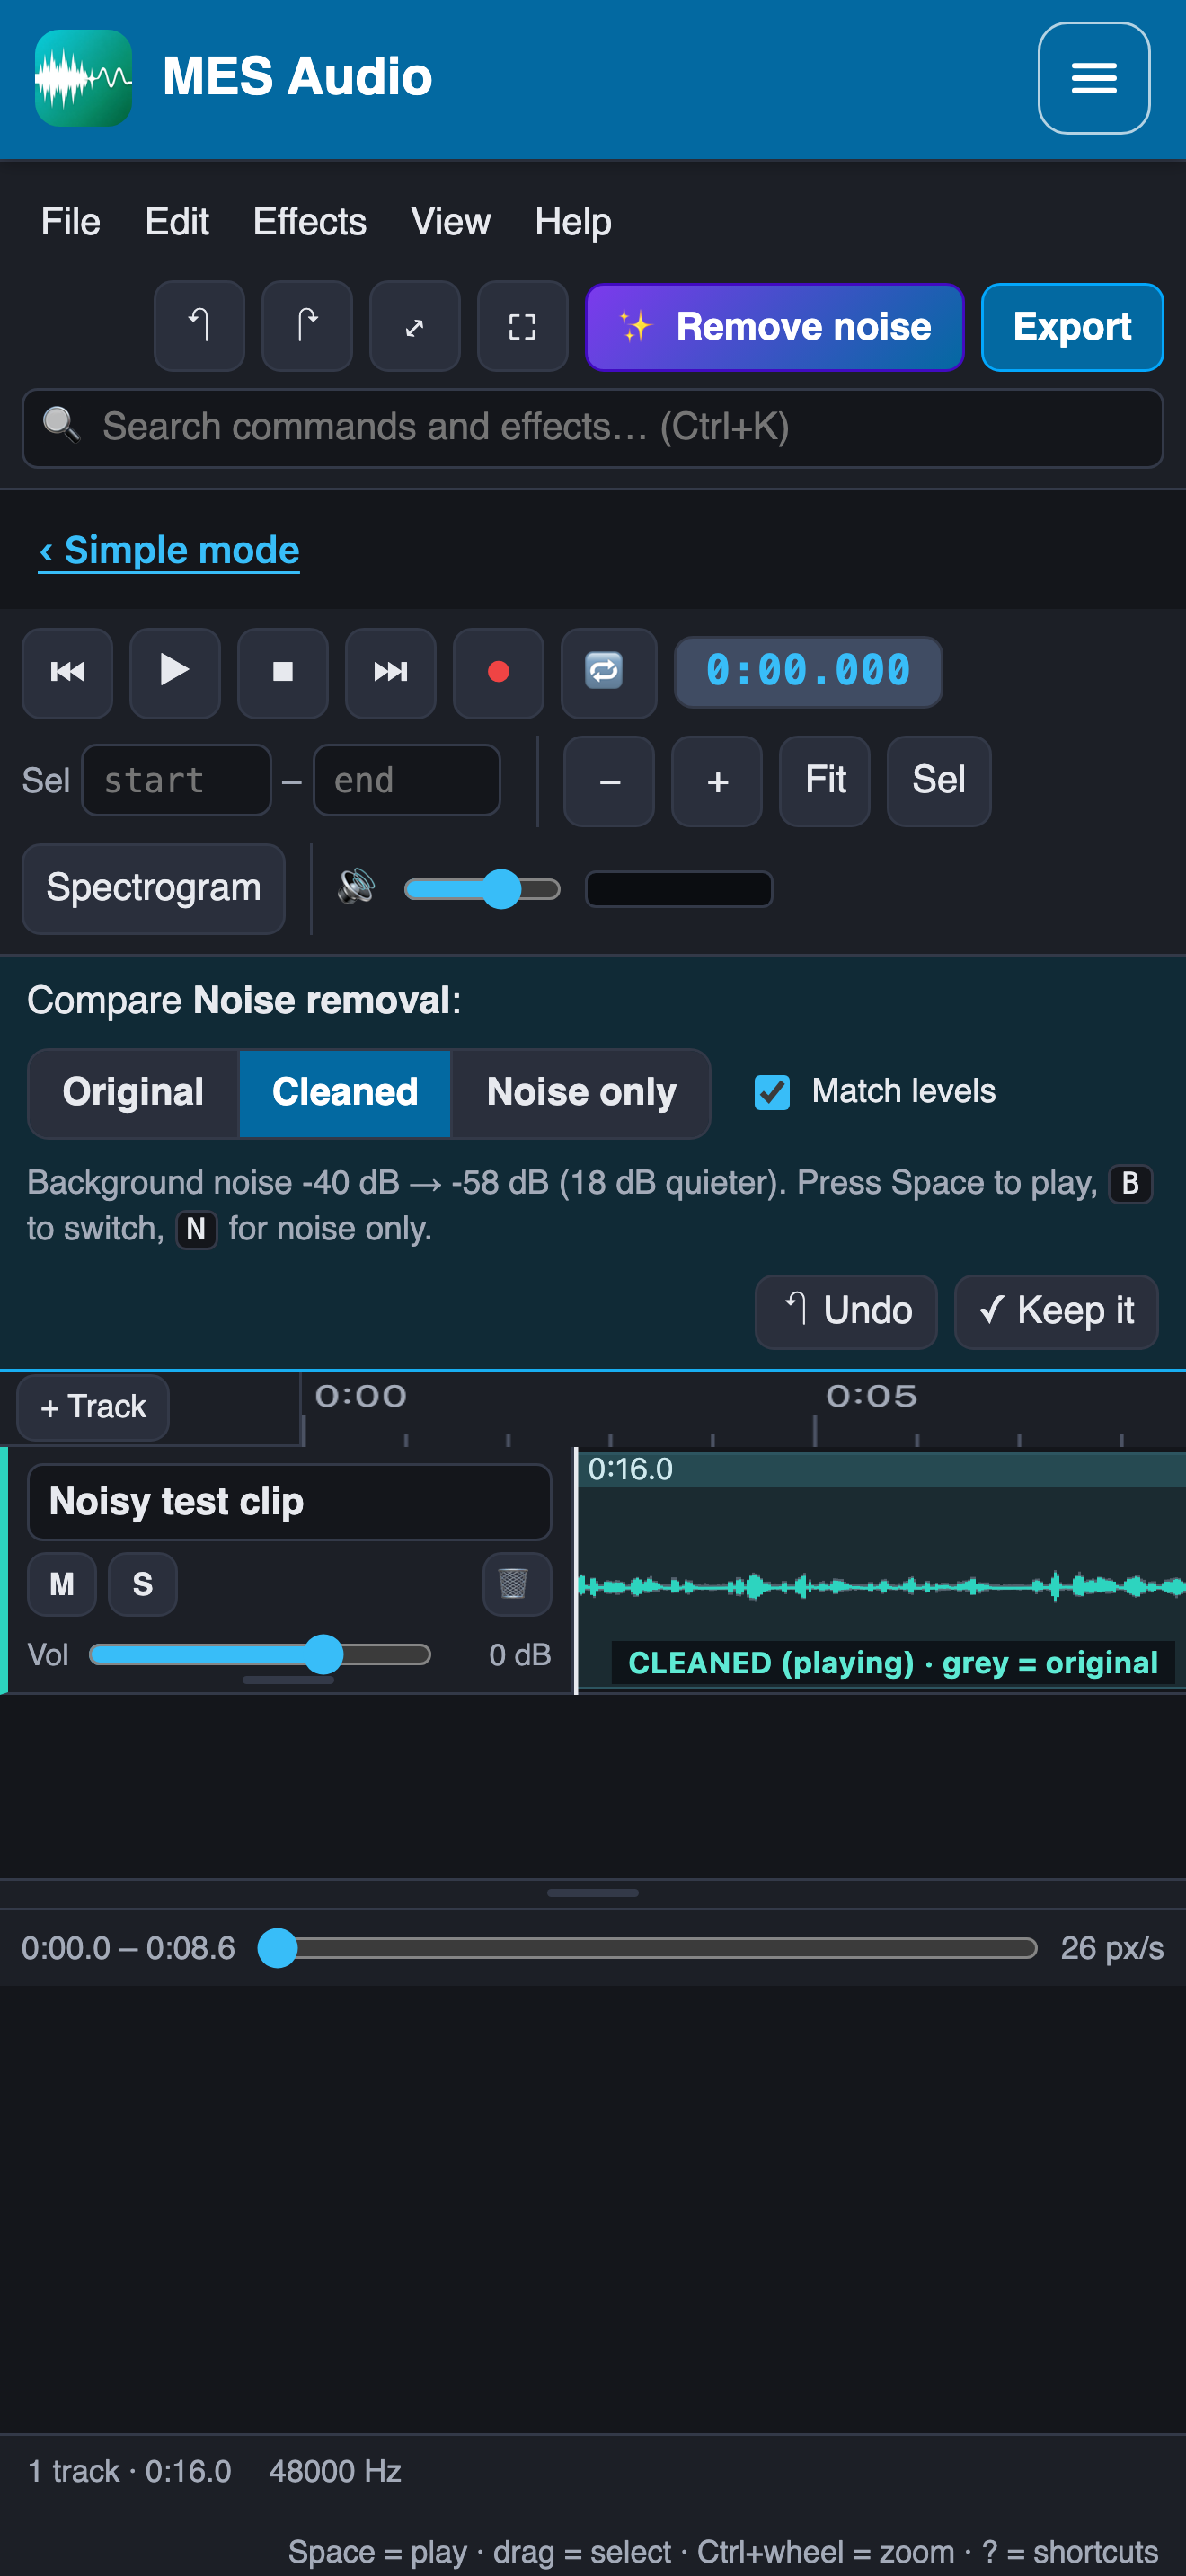 MES Audio
File Edit Effects View Help
Remove noise Export
Search commands and effects... (Ctrl+K)
‹ Simple mode
0:00.000
Sel start – end − + Fit Sel
Spectrogram
Compare Noise removal:
Original Cleaned Noise only Match levels
Background noise -40 dB → -58 dB (18 dB quieter). Press Space to play, B
to switch, N for noise only.
Undo ✓ Keep it
+ Track 0:00 0:05
Noisy test clip 0:16.0
M S
Vol 0 dB CLEANED (playing) · grey = original
0:00.0 – 0:08.6 26 px/s
1 track · 0:16.0 48000 Hz
Space = play · drag = select · Ctrl+wheel = zoom · ? = shortcuts